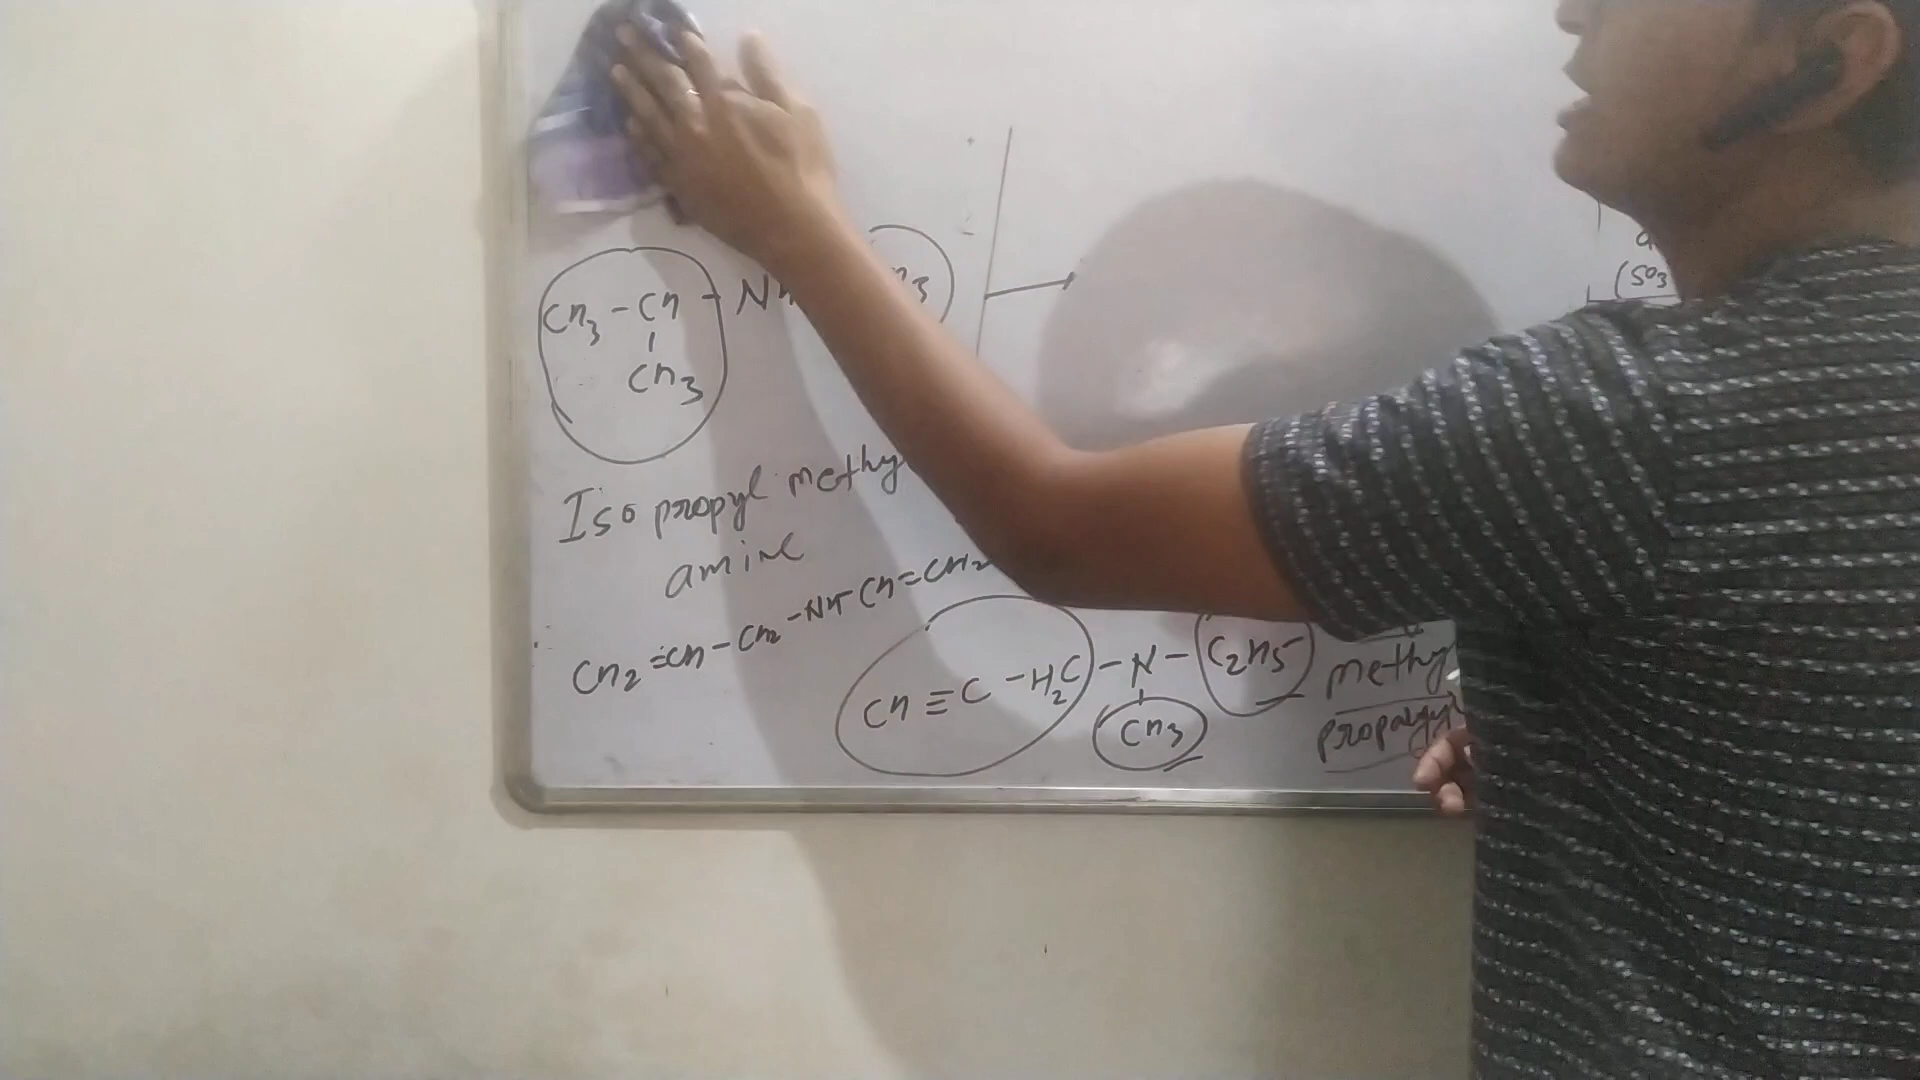 CH3 - CH - NH
CH3
Iso propyl methy
amine
CH2 = CH - CH2 - NH - CH = CH2
CH ≡ C - H2C - N - C2H5
CH3
methy
propargyl
(SO3